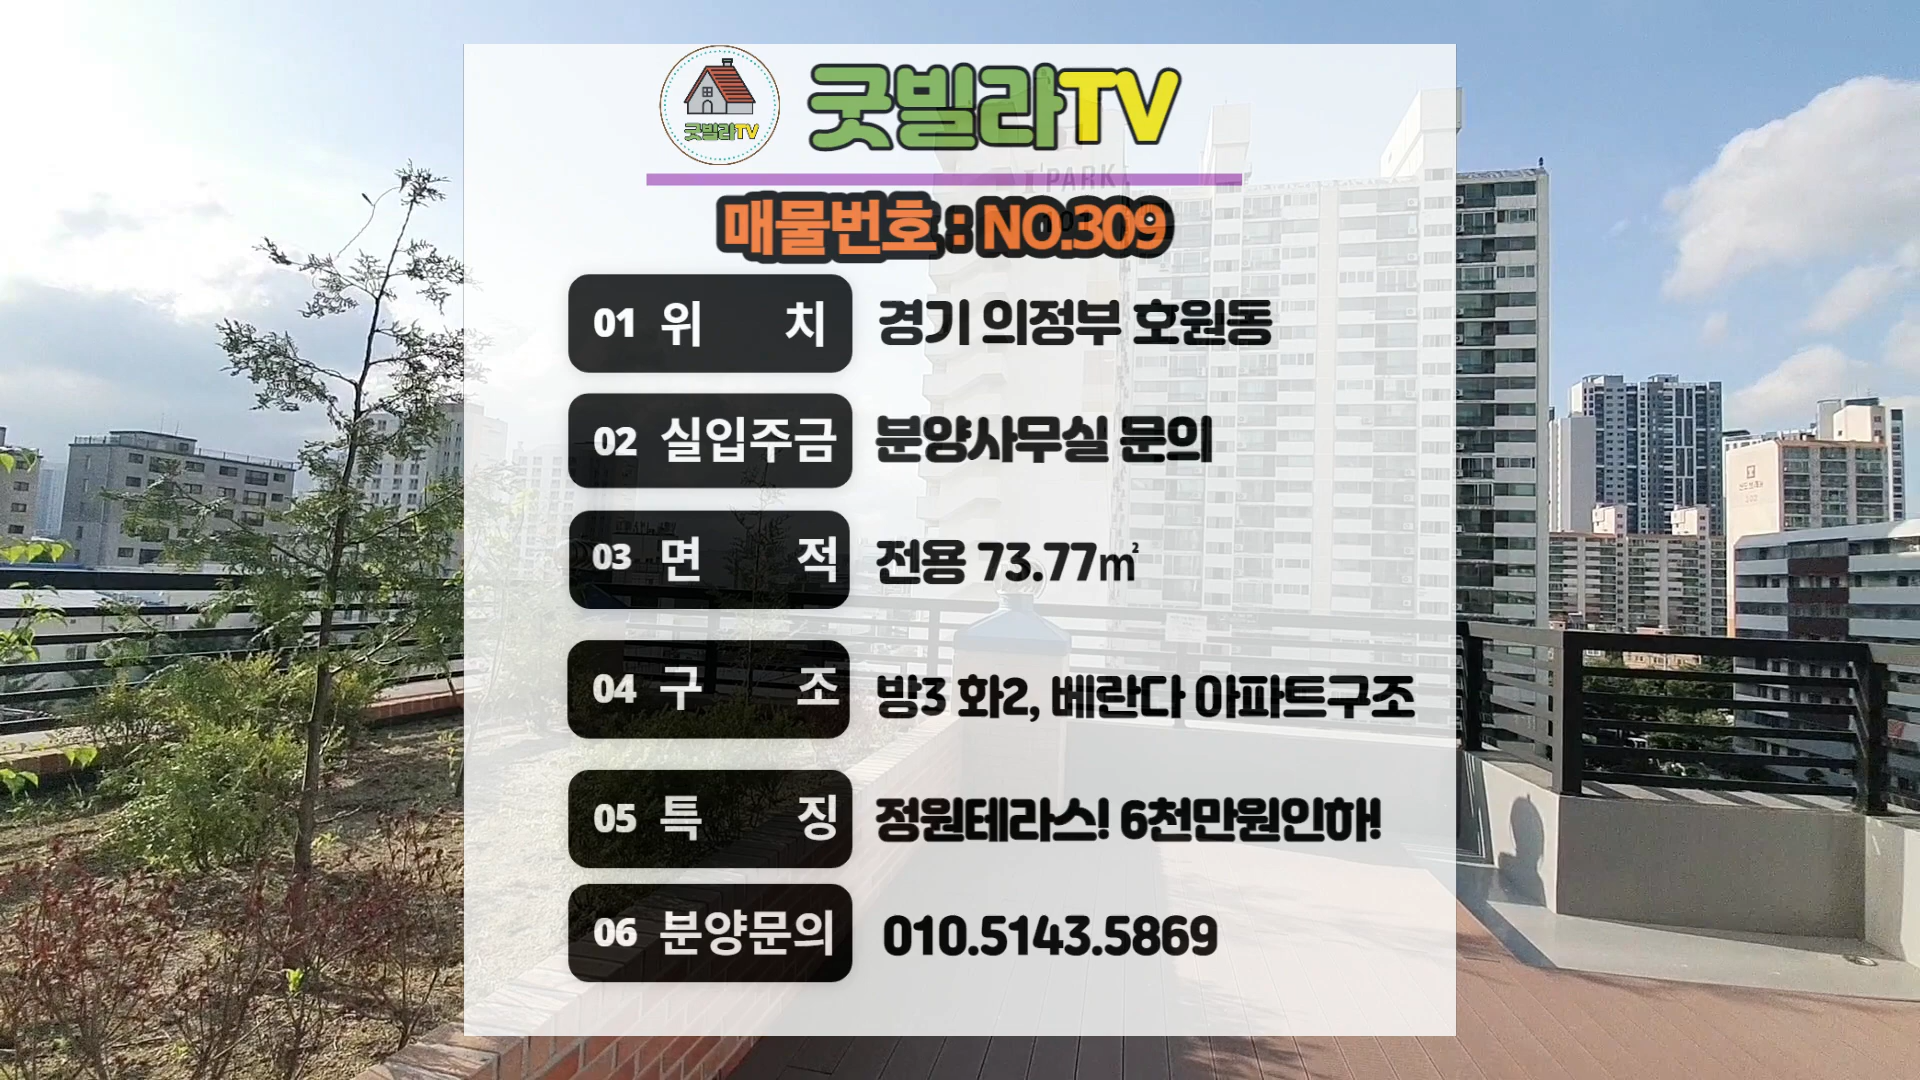 굿빌라TV
굿빌라TV
I'PARK
매물번호 : NO.309
01 위 치 경기 의정부 호원동
02 실입주금 분양사무실 문의
03 면 적 전용 73.77㎡
04 구 조 방3 화2, 베란다 아파트구조
05 특 징 정원테라스! 6천만원인하!
06 분양문의 010.5143.5869